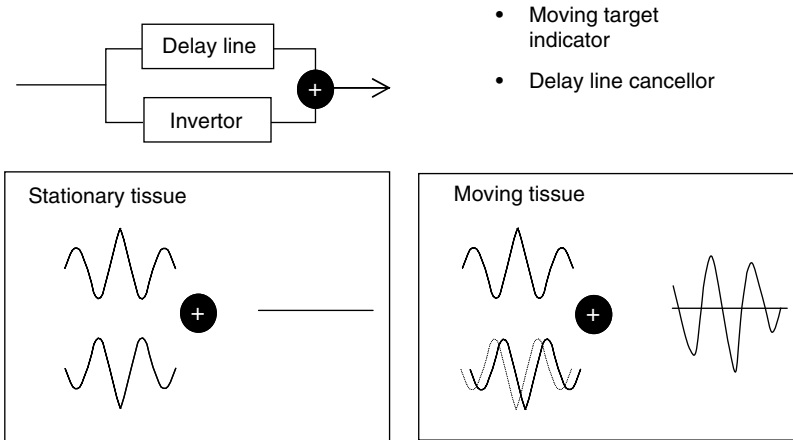 Delay line
+
Invertor
• Moving target
indicator
• Delay line cancellor
Stationary tissue
+
Moving tissue
+